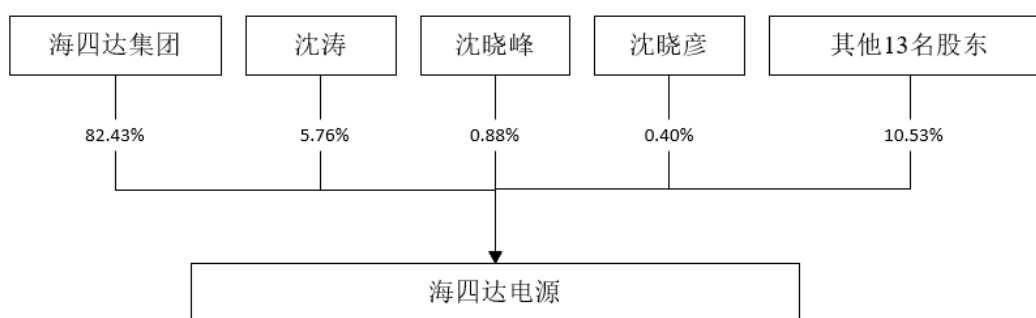 海四达集团
沈涛
沈晓峰
沈晓彦
其他13名股东
82.43%
5.76%
0.88%
0.40%
10.53%
海四达电源